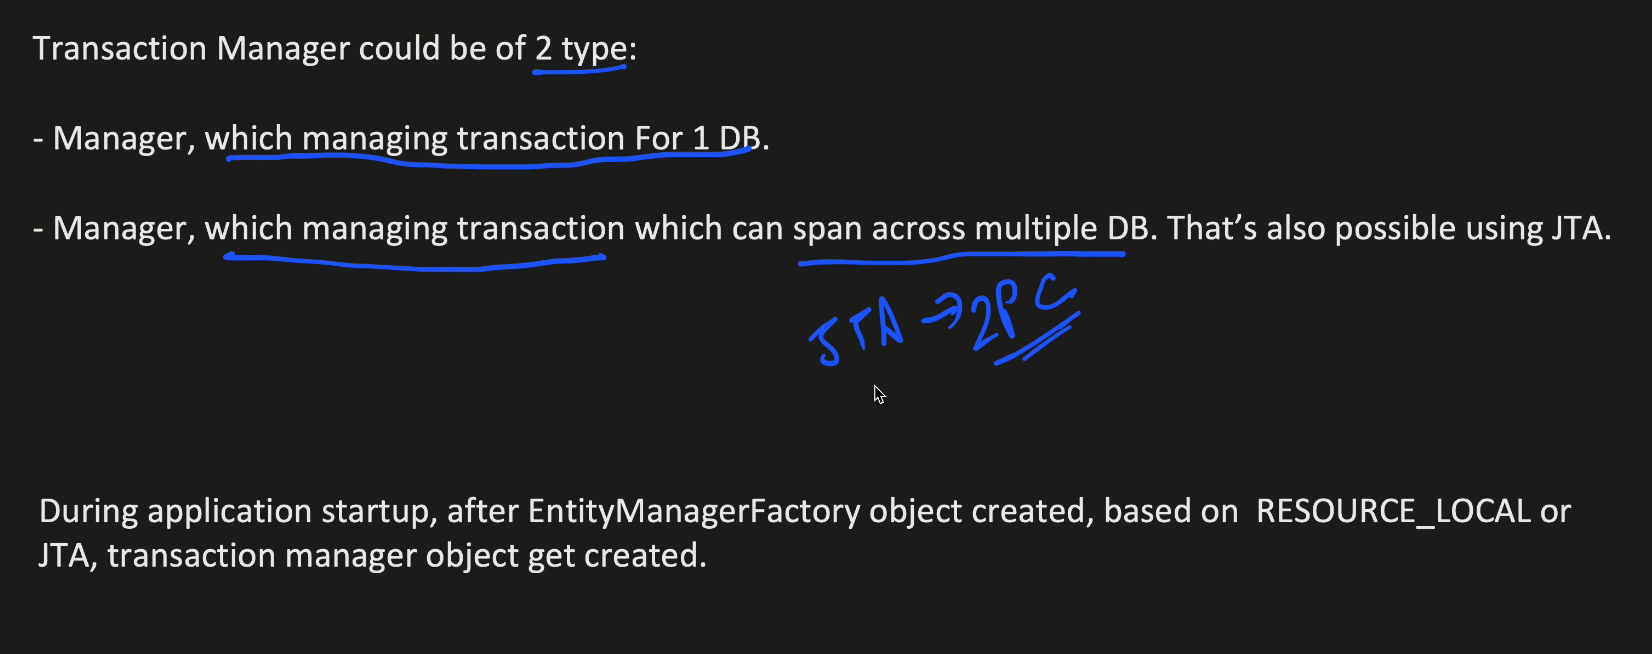 Transaction Manager could be of 2 type:
- Manager, which managing transaction For 1 DB.
- Manager, which managing transaction which can span across multiple DB. That's also possible using JTA.
JTA → 2PC
During application startup, after EntityManagerFactory object created, based on  RESOURCE_LOCAL or
JTA, transaction manager object get created.